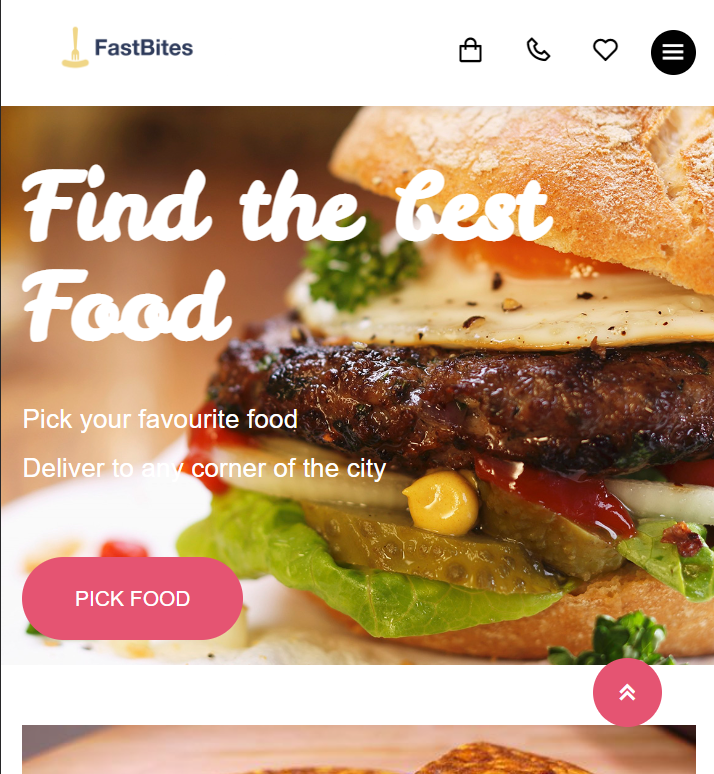 FastBites
Find the best
Food
Pick your favourite food
Deliver to any corner of the city
PICK FOOD